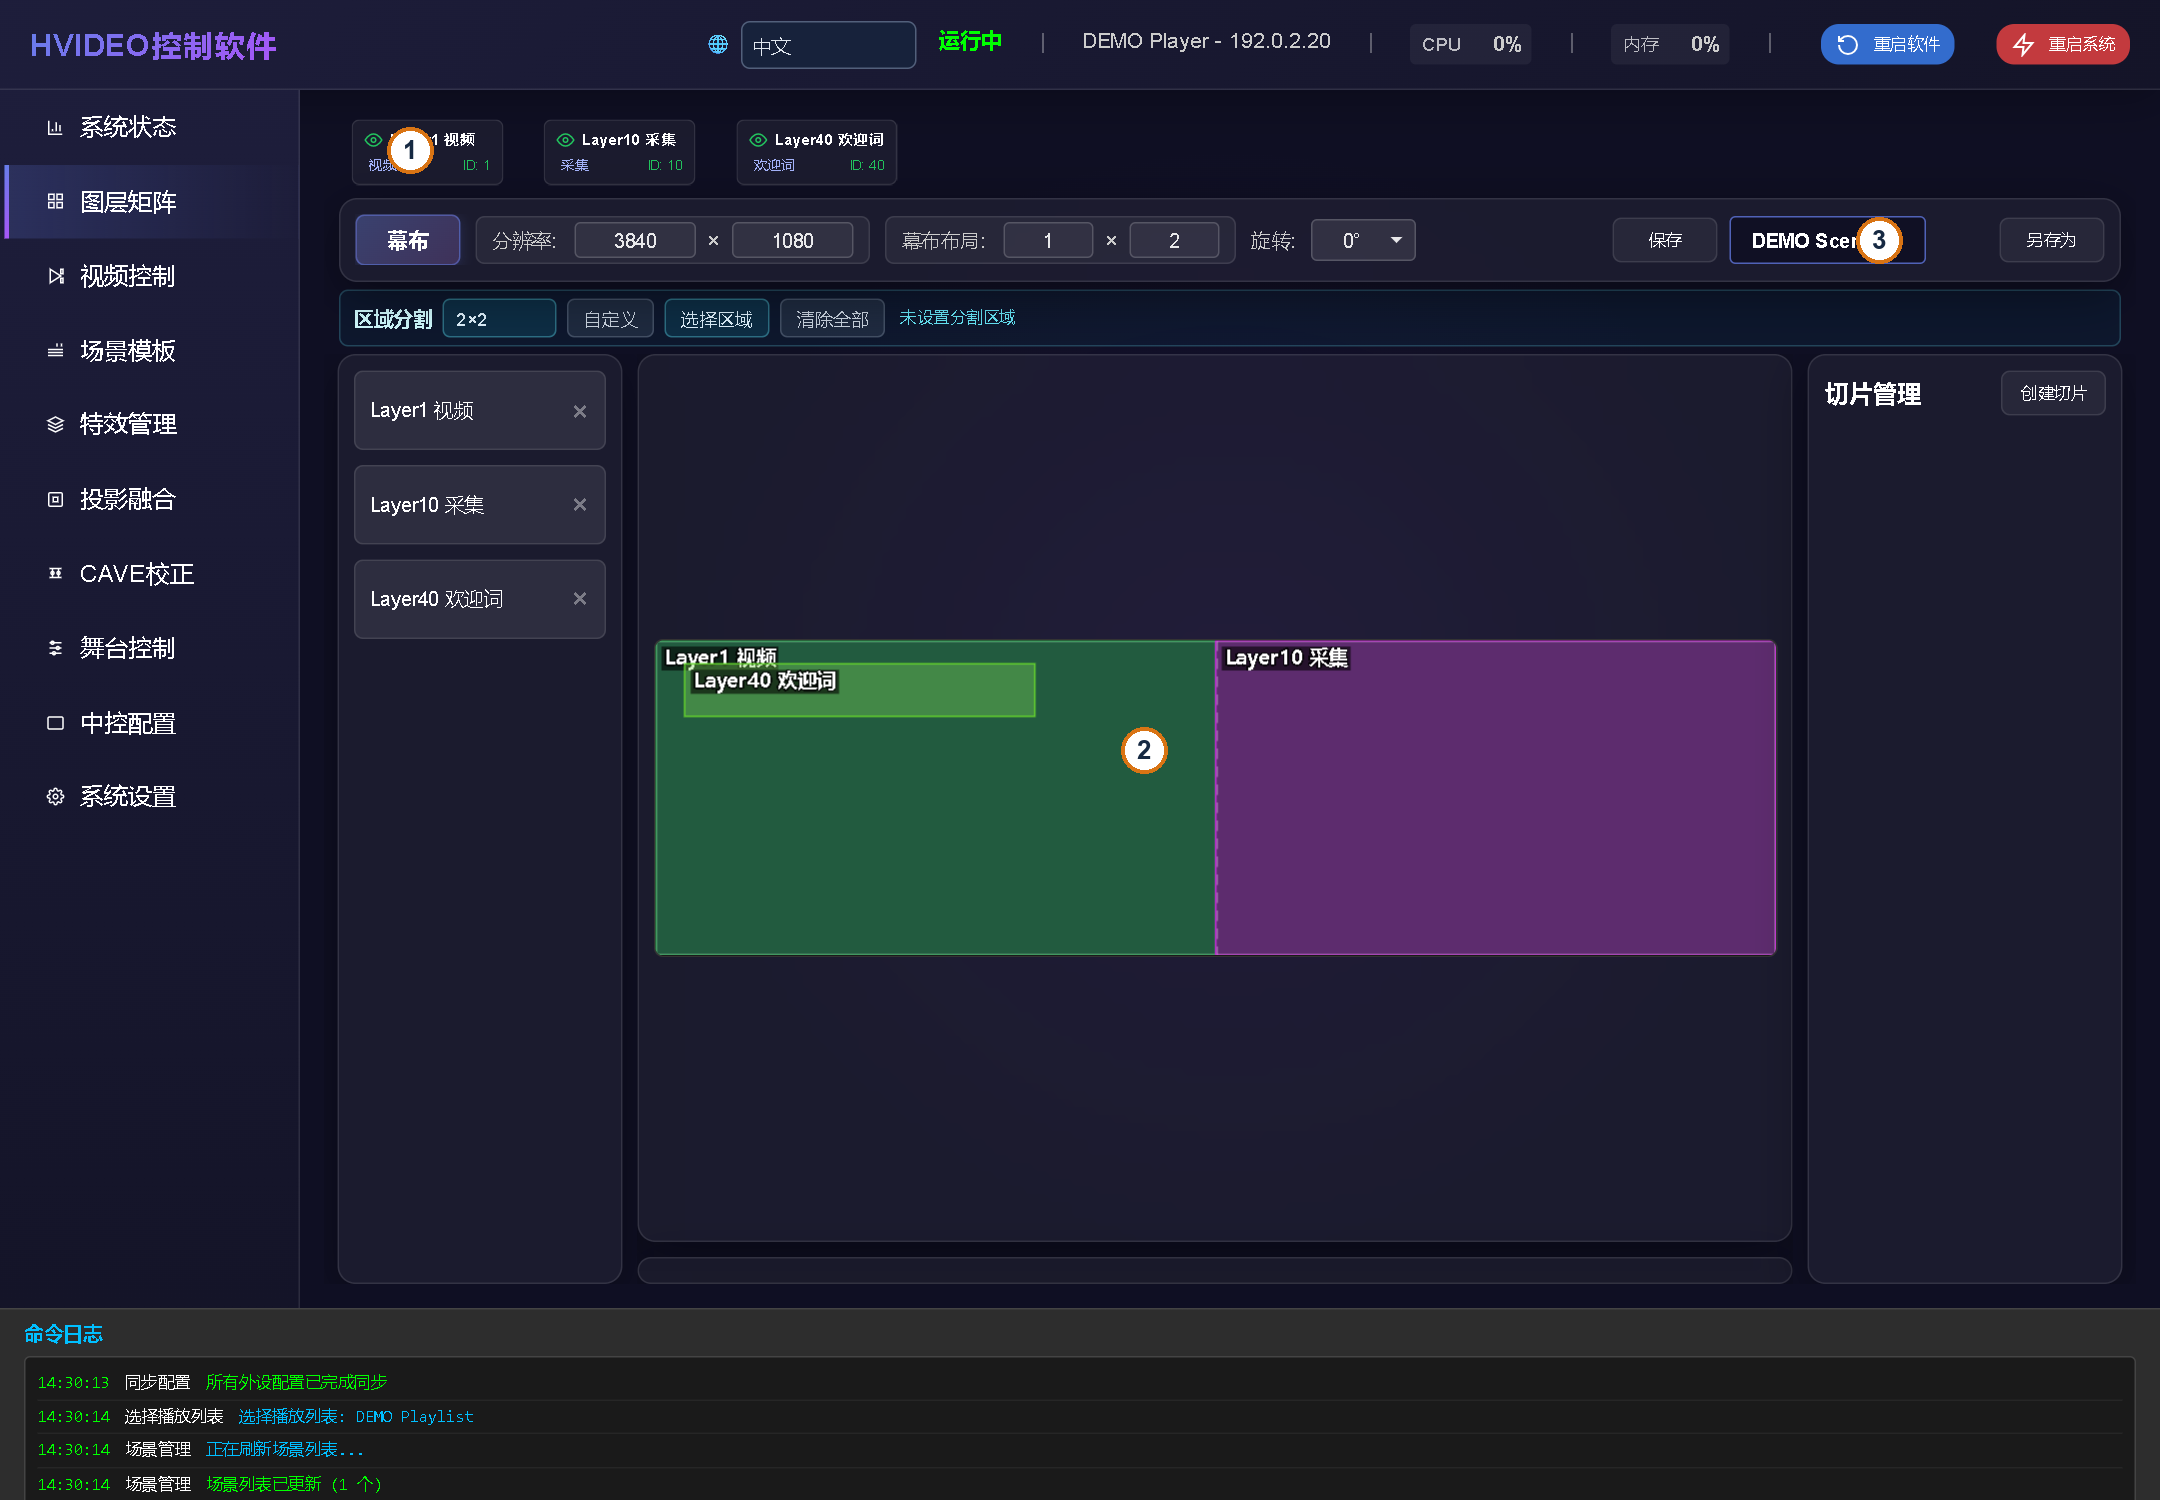 HVIDEO控制软件
中文
运行中
|
DEMO Player - 192.0.2.20
|
CPU 0%
|
内存 0%
|
重启软件
重启系统
系统状态
图层矩阵
视频控制
场景模板
特效管理
投影融合
CAVE校正
舞台控制
中控配置
系统设置
1 视频
ID: 1
1
Layer10 采集
采集 ID: 10
Layer40 欢迎词
欢迎词 ID: 40
幕布
分辨率: 3840 × 1080
幕布布局: 1 × 2
旋转: 0°
保存
DEMO
3
另存为
区域分割 2×2 自定义 选择区域 清除全部 未设置分割区域
Layer1 视频 ×
Layer10 采集 ×
Layer40 欢迎词 ×
Layer1 视频
Layer40 欢迎词
2
Layer10 采集
切片管理
创建切片
命令日志
14:30:13 同步配置 所有外设配置已完成同步
14:30:14 选择播放列表 选择播放列表: DEMO Playlist
14:30:14 场景管理 正在刷新场景列表...
14:30:14 场景管理 场景列表已更新 (1 个)